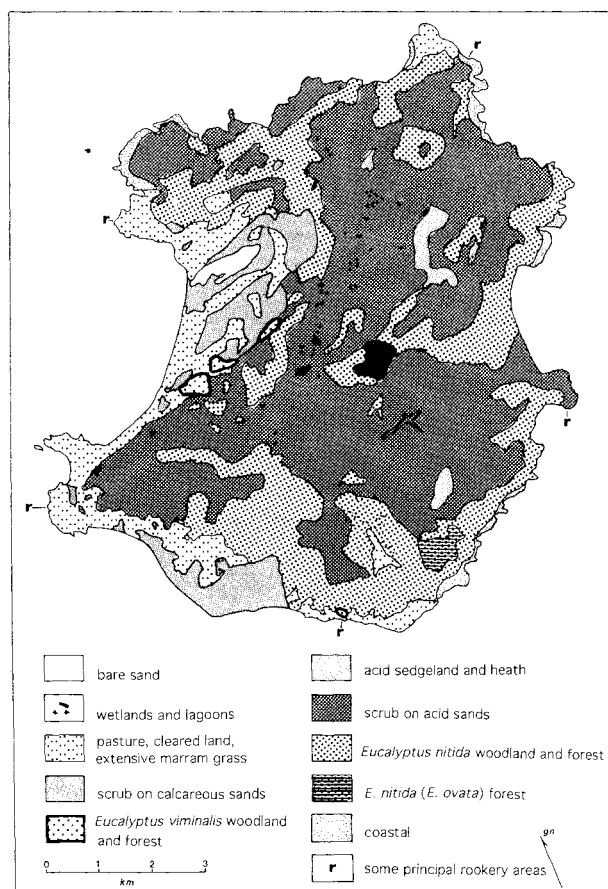 r
r
r
r
r
bare sand
wetlands and lagoons
pasture, cleared land,
extensive marram grass
scrub on calcareous sands
Eucalyptus viminalis woodland
and forest
acid sedgeland and heath
scrub on acid sands
Eucalyptus nitida woodland and forest
E. nitida (E. ovata) forest
coastal
r some principal rookery areas
0 1 2 3
km
gn